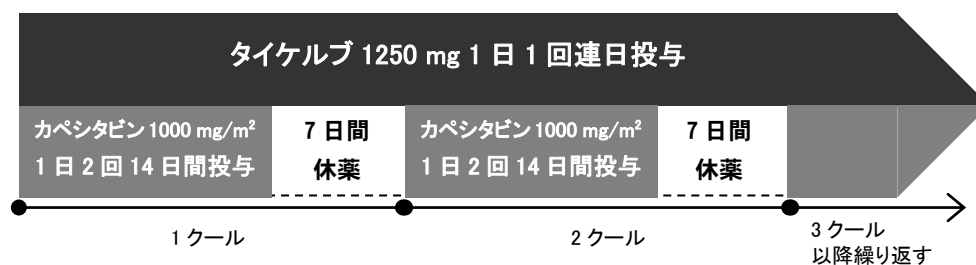 タイケルブ 1250 mg 1 日 1 回連日投与
カペシタビン 1000 mg/m²
1 日 2 回 14 日間投与
7 日間
休薬
カペシタビン 1000 mg/m²
1 日 2 回 14 日間投与
7 日間
休薬
1 クール
2 クール
3 クール
以降繰り返す